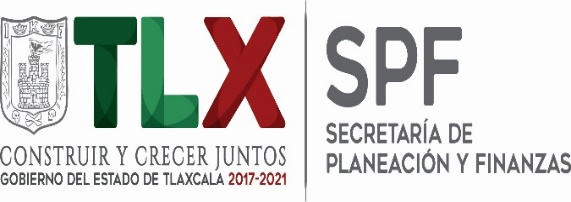 TLX
CONSTRUIR Y CRECER JUNTOS
GOBIERNO DEL ESTADO DE TLAXCALA 2017-2021
SPF
SECRETARÍA DE
PLANEACIÓN Y FINANZAS